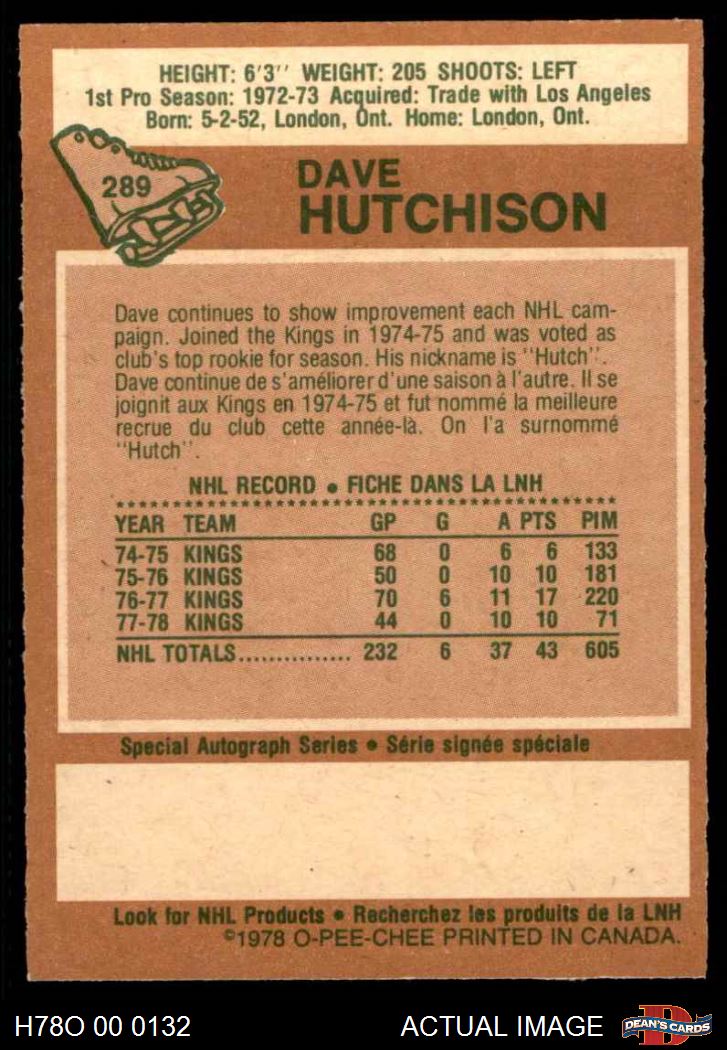 HEIGHT: 6'3'' WEIGHT: 205 SHOOTS: LEFT
1st Pro Season: 1972-73 Acquired: Trade with Los Angeles
Born: 5-2-52, London, Ont. Home: London, Ont.
289
DAVE
HUTCHISON
Dave continues to show improvement each NHL cam-
paign. Joined the Kings in 1974-75 and was voted as
club's top rookie for season. His nickname is ''Hutch''.
Dave continue de s'améliorer d'une saison à l'autre. Il se
joignit aux Kings en 1974-75 et fut nommé la meilleure
recrue du club cette année-là. On l'a surnommé
''Hutch''.
NHL RECORD • FICHE DANS LA LNH
YEAR TEAM GP G A PTS PIM
74-75 KINGS 68 0 6 6 133
75-76 KINGS 50 0 10 10 181
76-77 KINGS 70 6 11 17 220
77-78 KINGS 44 0 10 10 71
NHL TOTALS............... 232 6 37 43 605
Special Autograph Series • Série signée spéciale
Look for NHL Products • Recherchez les produits de la LNH
©1978 O-PEE-CHEE PRINTED IN CANADA.
H78O 00 0132 ACTUAL IMAGE D DEAN'S CARDS